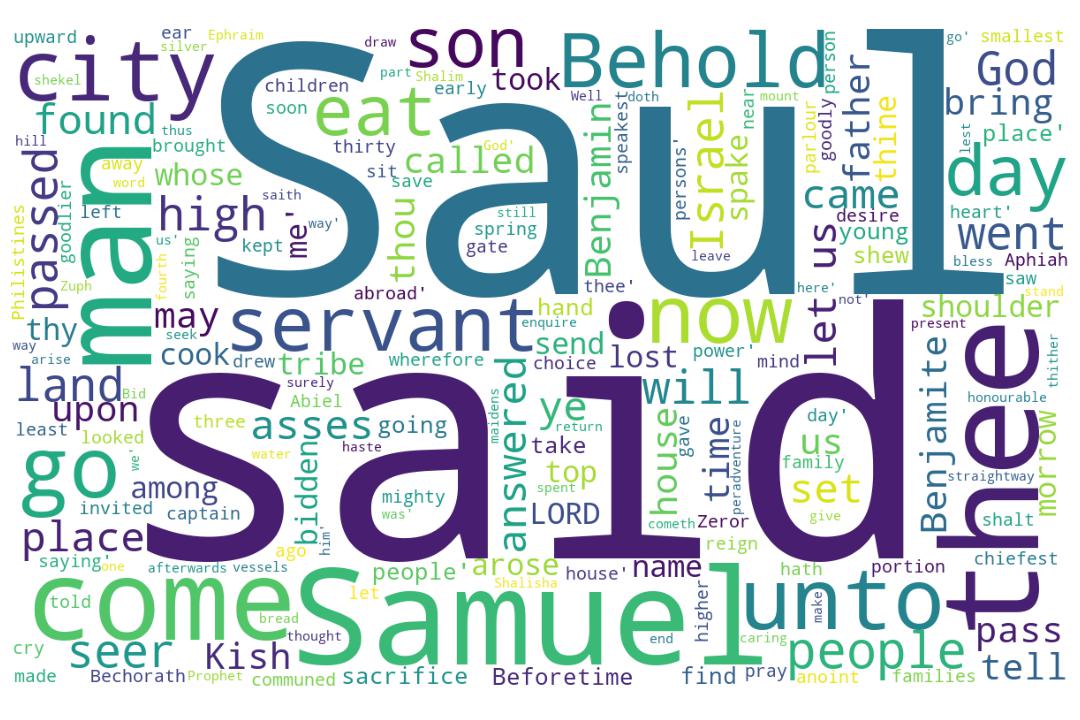 Saul
said
Samuel
thee
man
servant
come
unto
city
go
son
Behold
eat
now
day
God
bring
found
passed
high
whose
called
took
thirty
children
soon
early
part
Shalim
draw
upward
ear
silver
Ephraim
shekel
hill
thus
brought
away
word
left
goodlier
Philistines
Zuph
us'
fourth
saying
kept
saith
me
way'
-
abroad'
thou
sit
save
God'
still
spring
gate
Benjamin
thee'
speakest
Well
doth
persons'
Israel
leave
spake
near
mount
parlour
goodly
person
father
thine
came
desire
young
shew
let us
here'
not'
go'
smallest
place'
lest
heart'
went
bless
Aphiah
saw
stand
shoulder
present
thither
honourable
Benjamite
morrow
straightway
shalt
chiefest
portion
pass
tell
people
families
anoint
pray
find
caring
make
higher
end
name
house'
hath
reign
Zeror
cometh
LORD
top
spent
take
return
ye
choice
lost
send
hand
enquire
power'
mind
will
house
gave
time
peradventure
us
day'
family
set
give
answered
maidens
wherefore
tribe
drew
cook
seek
may
surely
Abiel
three
asses
going
haste
water
bidden
him'
mighty
was'
ago
captain
among
invited
looked
we'
least
upon
Bid
land
arise
way
thy
place
saying'
one
afterwards
vessels
people'
arose
Shalisha
let
told
bread
thought
seer
Kish
cry
made
Bechorath
Prophet
communed
sacrifice
Beforetime